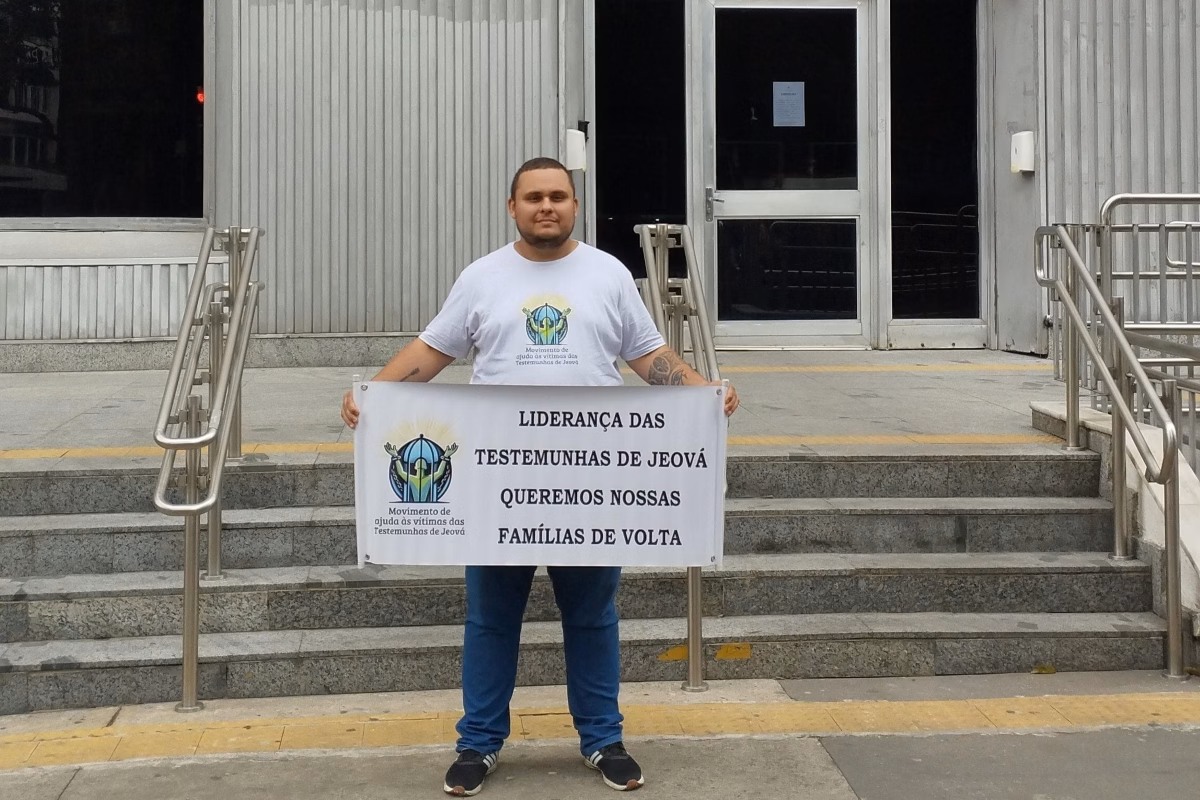 Movimento de
ajuda às vítimas das
Testemunhas de Jeová
LIDERANÇA DAS
TESTEMUNHAS DE JEOVÁ
QUEREMOS NOSSAS
FAMÍLIAS DE VOLTA
Movimento de
ajuda às vítimas das
Testemunhas de Jeová